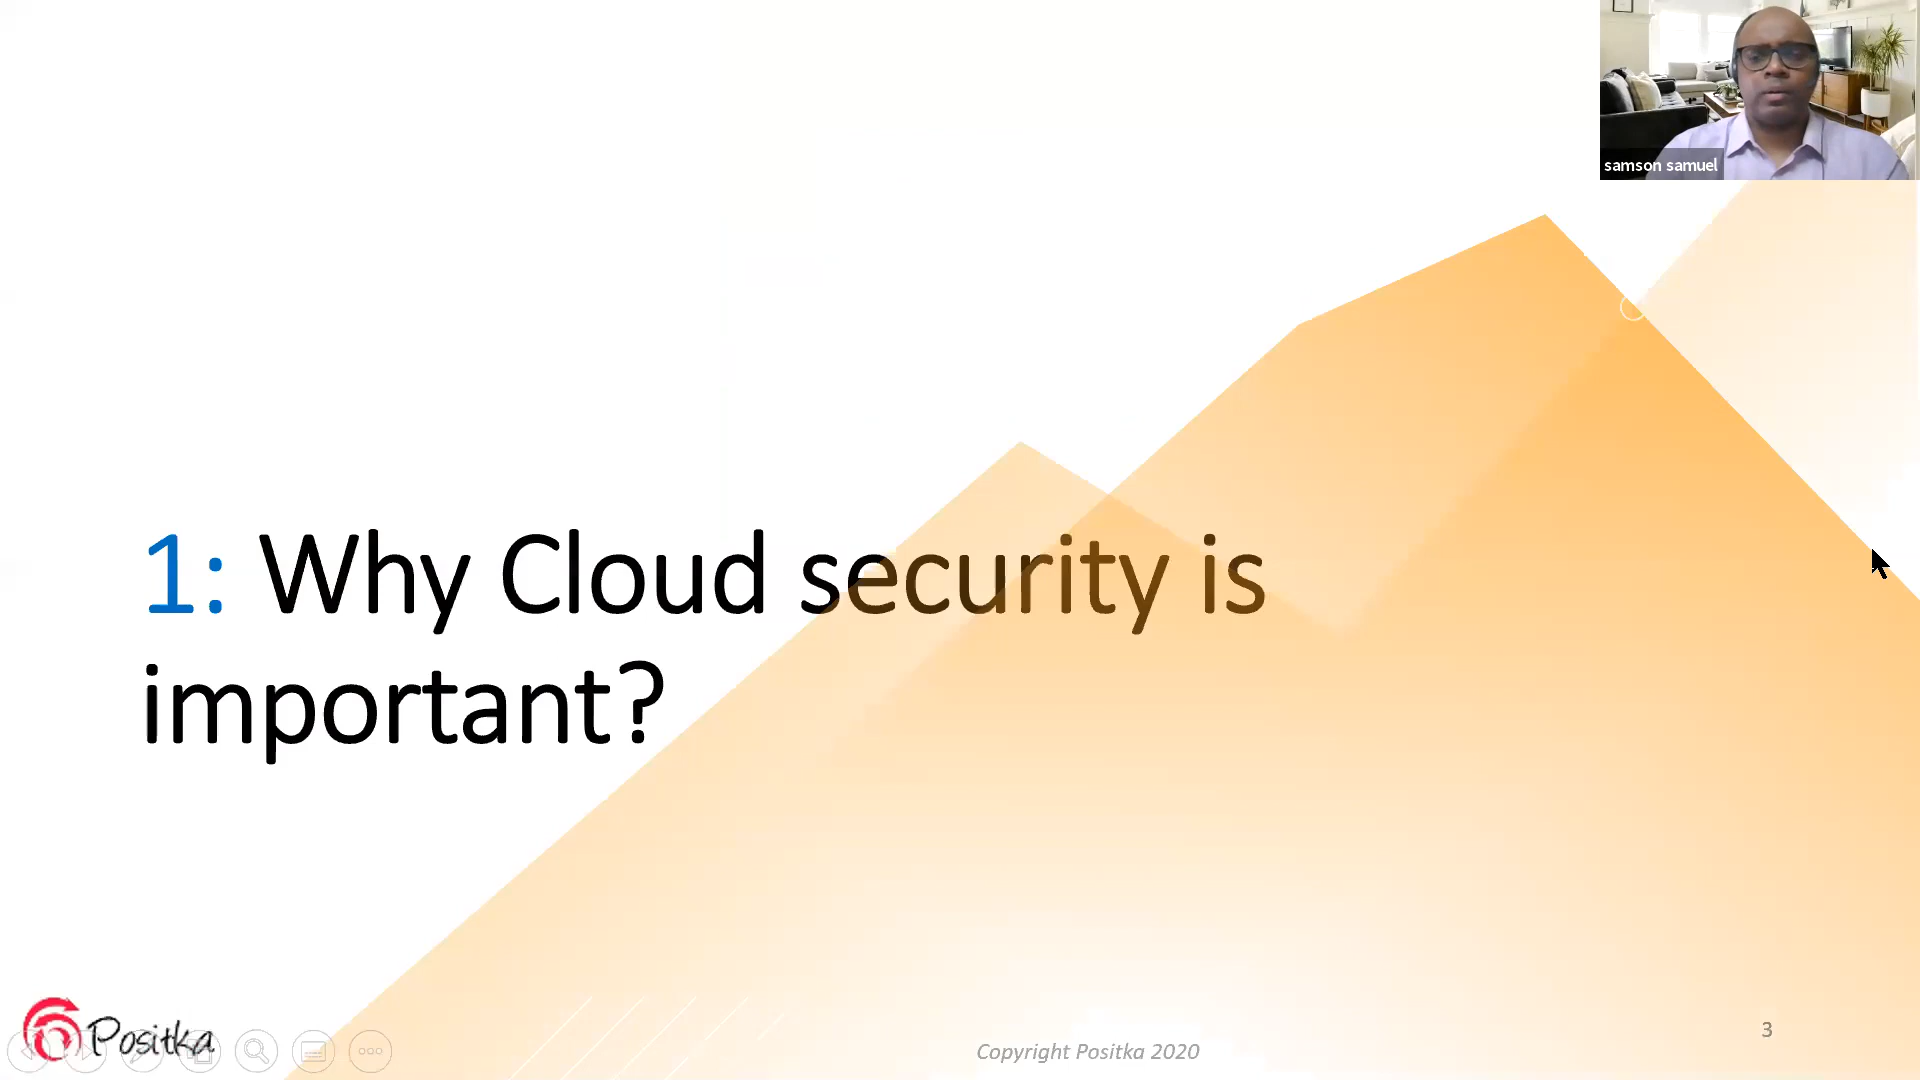 samson samuel
1: Why Cloud security is
important?
Positka
Copyright Positka 2020
3